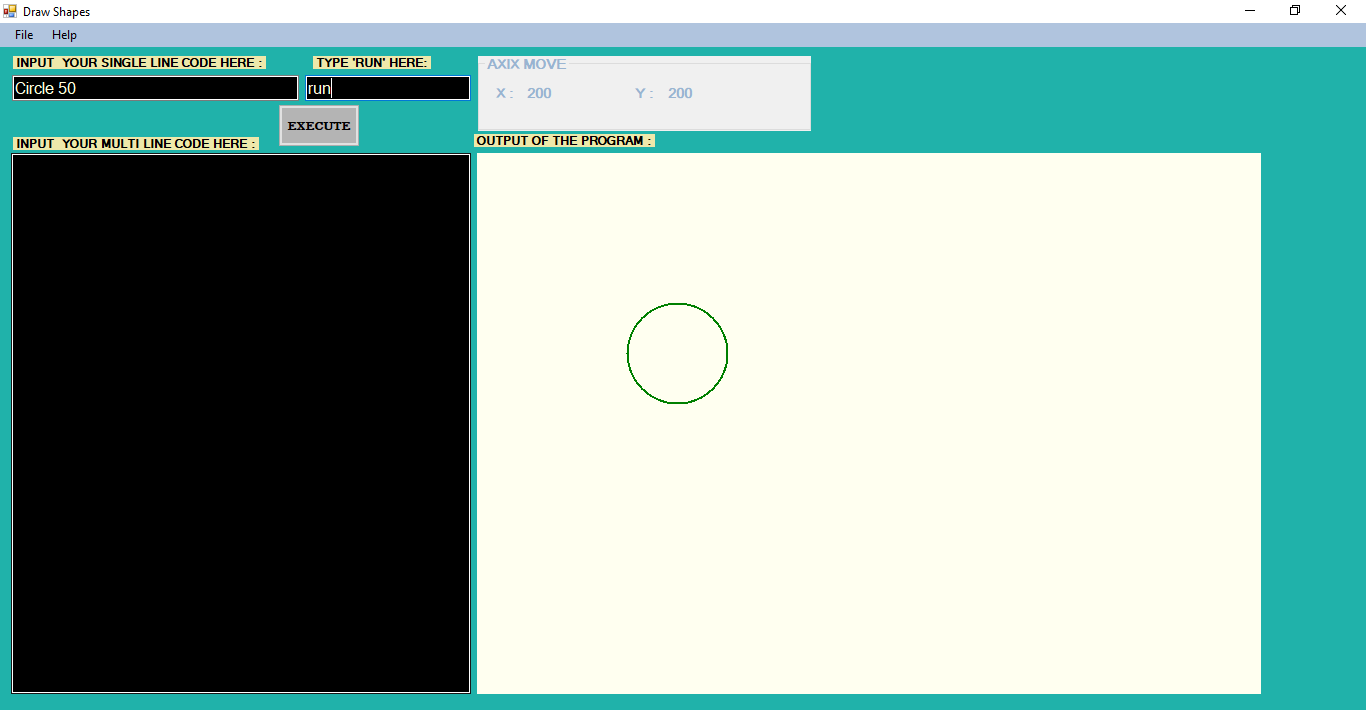 Draw Shapes
File Help
INPUT YOUR SINGLE LINE CODE HERE :
TYPE 'RUN' HERE:
Circle 50
run
EXECUTE
AXIX MOVE
X : 200 Y : 200
INPUT YOUR MULTI LINE CODE HERE :
OUTPUT OF THE PROGRAM :